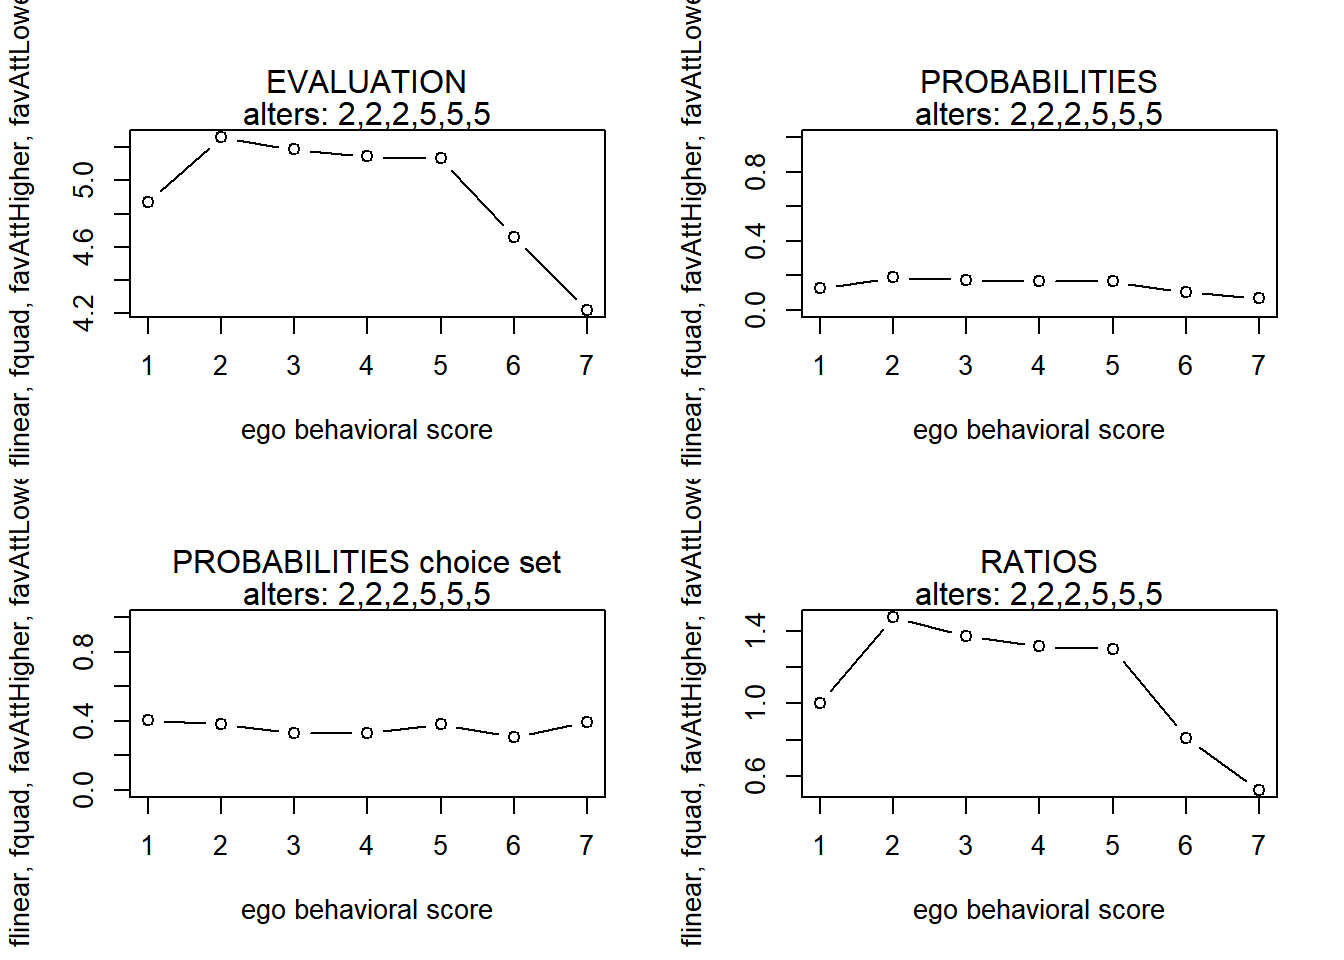 EVALUATION
alters: 2,2,2,5,5,5
flinear, fquad, favAttHigher, favAttLowe
5.0
4.6
4.2
1 2 3 4 5 6 7
ego behavioral score
PROBABILITIES
alters: 2,2,2,5,5,5
flinear, fquad, favAttHigher, favAttLowe
0.8
0.4
0.0
1 2 3 4 5 6 7
ego behavioral score
PROBABILITIES choice set
alters: 2,2,2,5,5,5
flinear, fquad, favAttHigher, favAttLowe
0.8
0.4
0.0
1 2 3 4 5 6 7
ego behavioral score
RATIOS
alters: 2,2,2,5,5,5
flinear, fquad, favAttHigher, favAttLowe
1.4
1.0
0.6
1 2 3 4 5 6 7
ego behavioral score